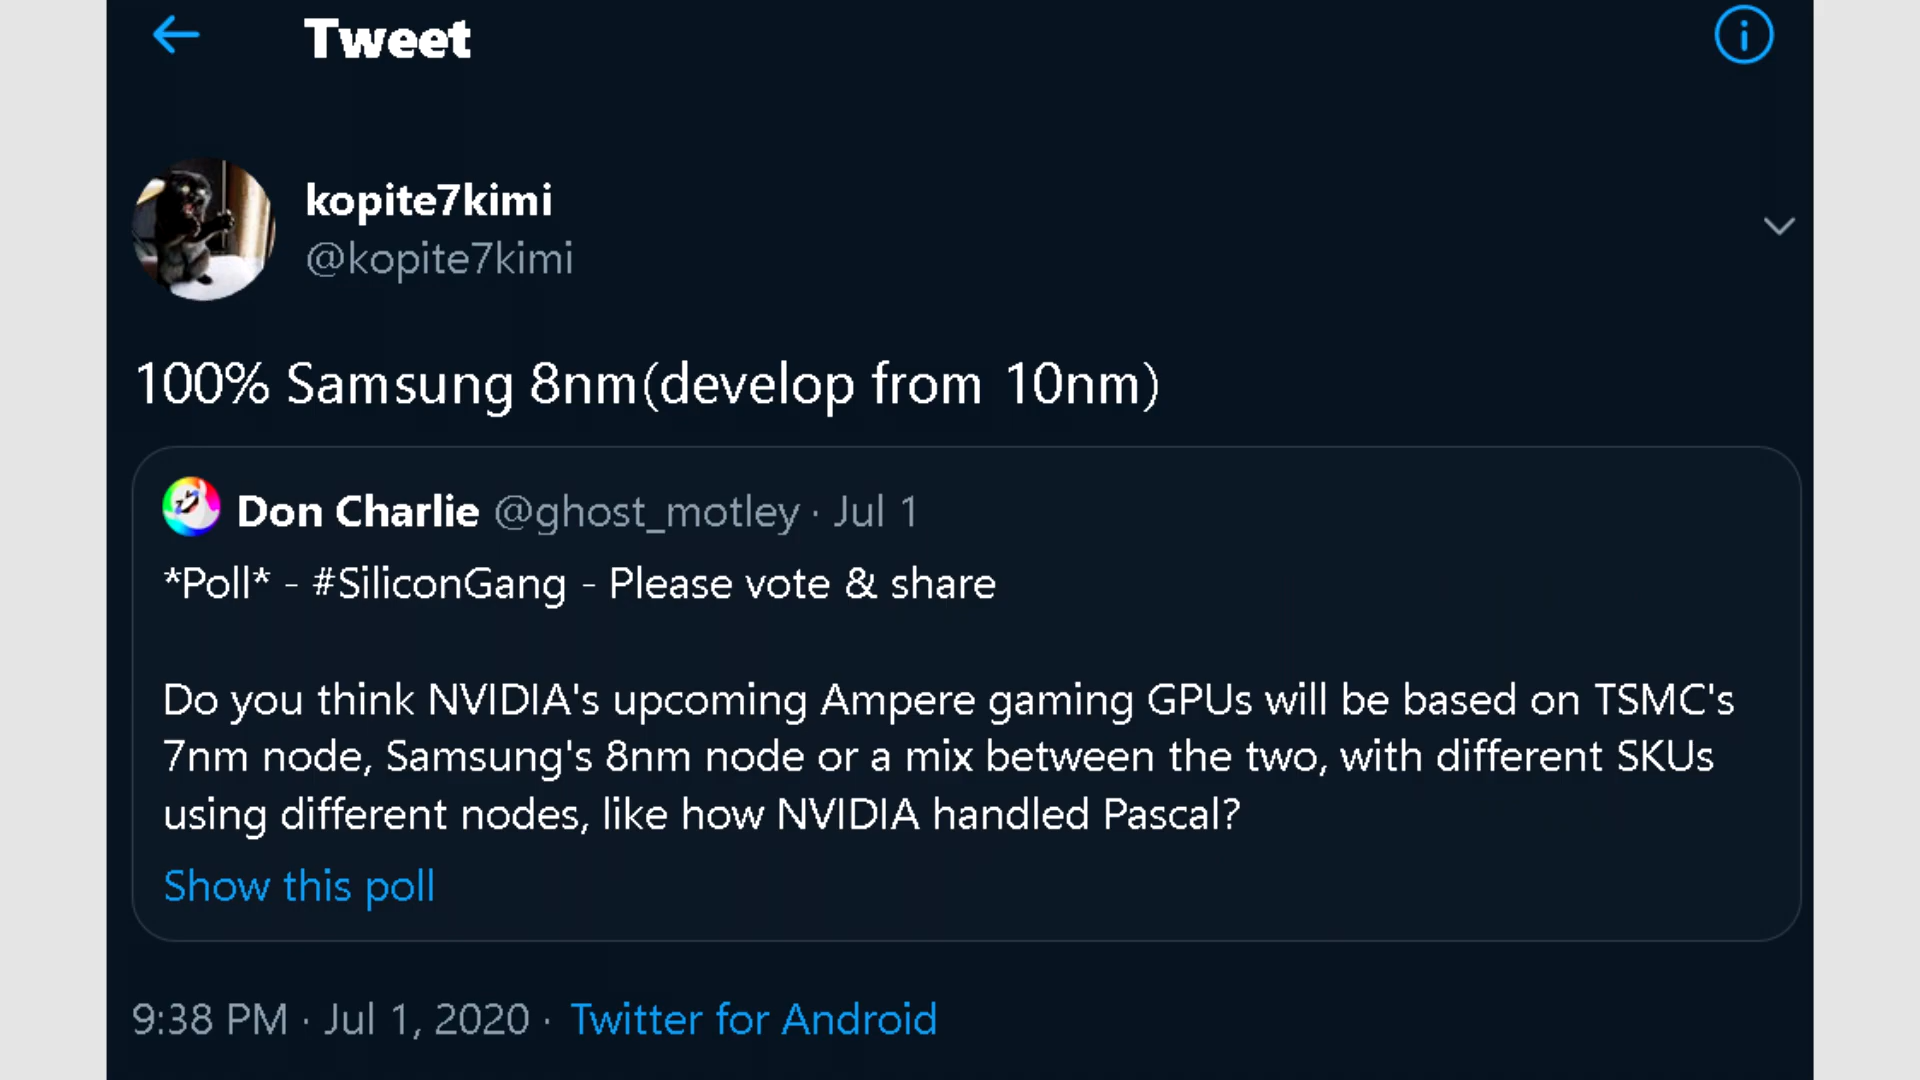 Tweet
kopite7kimi
@kopite7kimi
100% Samsung 8nm(develop from 10nm)
Don Charlie @ghost_motley · Jul 1
*Poll* - #SiliconGang - Please vote & share
Do you think NVIDIA's upcoming Ampere gaming GPUs will be based on TSMC's
7nm node, Samsung's 8nm node or a mix between the two, with different SKUs
using different nodes, like how NVIDIA handled Pascal?
Show this poll
9:38 PM · Jul 1, 2020 · Twitter for Android